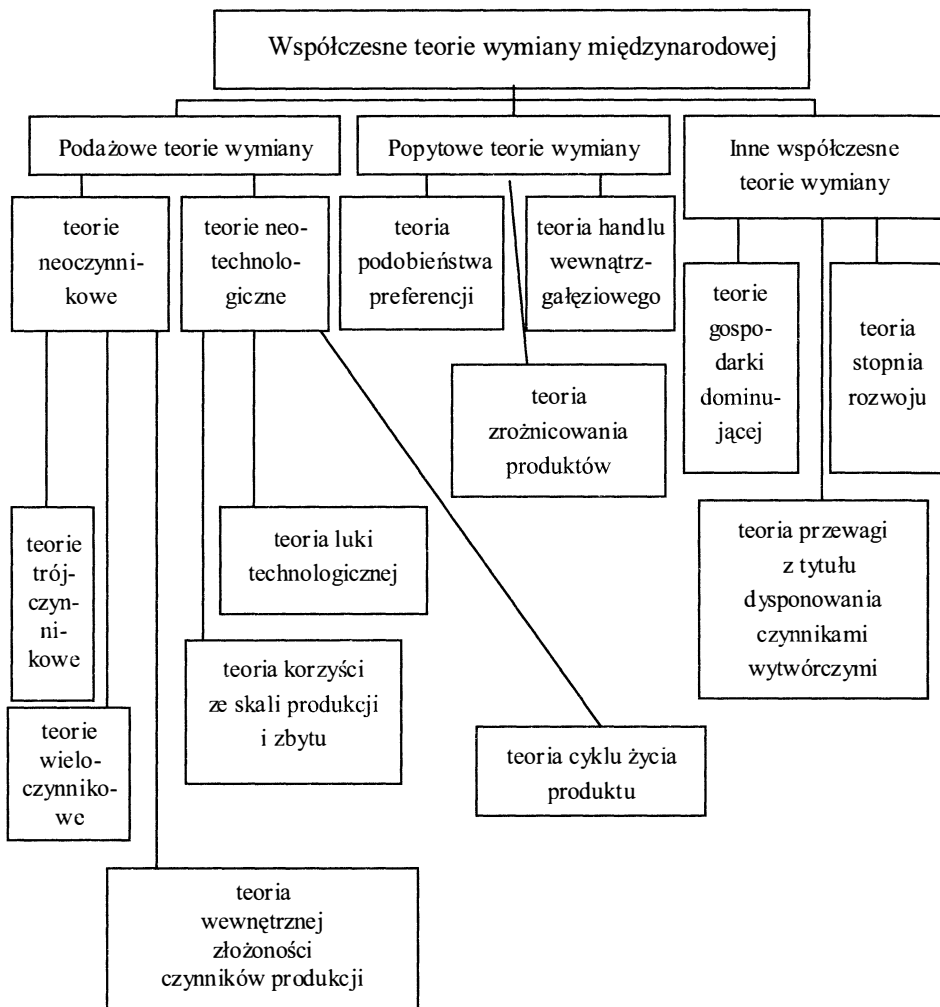 Współczesne teorie wymiany międzynarodowej
Podażowe teorie wymiany
Popytowe teorie wymiany
Inne współczesne
teorie wymiany
teorie
neoczynni-
kowe
teorie neo-
technolo-
giczne
teoria
podobieństwa
preferencji
teoria handlu
wewnątrz-
gałęziowego
teorie
gospo-
darki
dominu-
jącej
teoria
stopnia
rozwoju
teoria
zrożnicowania
produktów
teorie
trój-
czyn-
ni-
kowe
teoria luki
technologicznej
teoria przewagi
z tytułu
dysponowania
czynnikami
wytwórczymi
teoria korzyści
ze skali produkcji
i zbytu
teorie
wielo-
czynniko-
we
teoria cyklu życia
produktu
teoria
wewnętrznej
złożoności
czynników produkcji